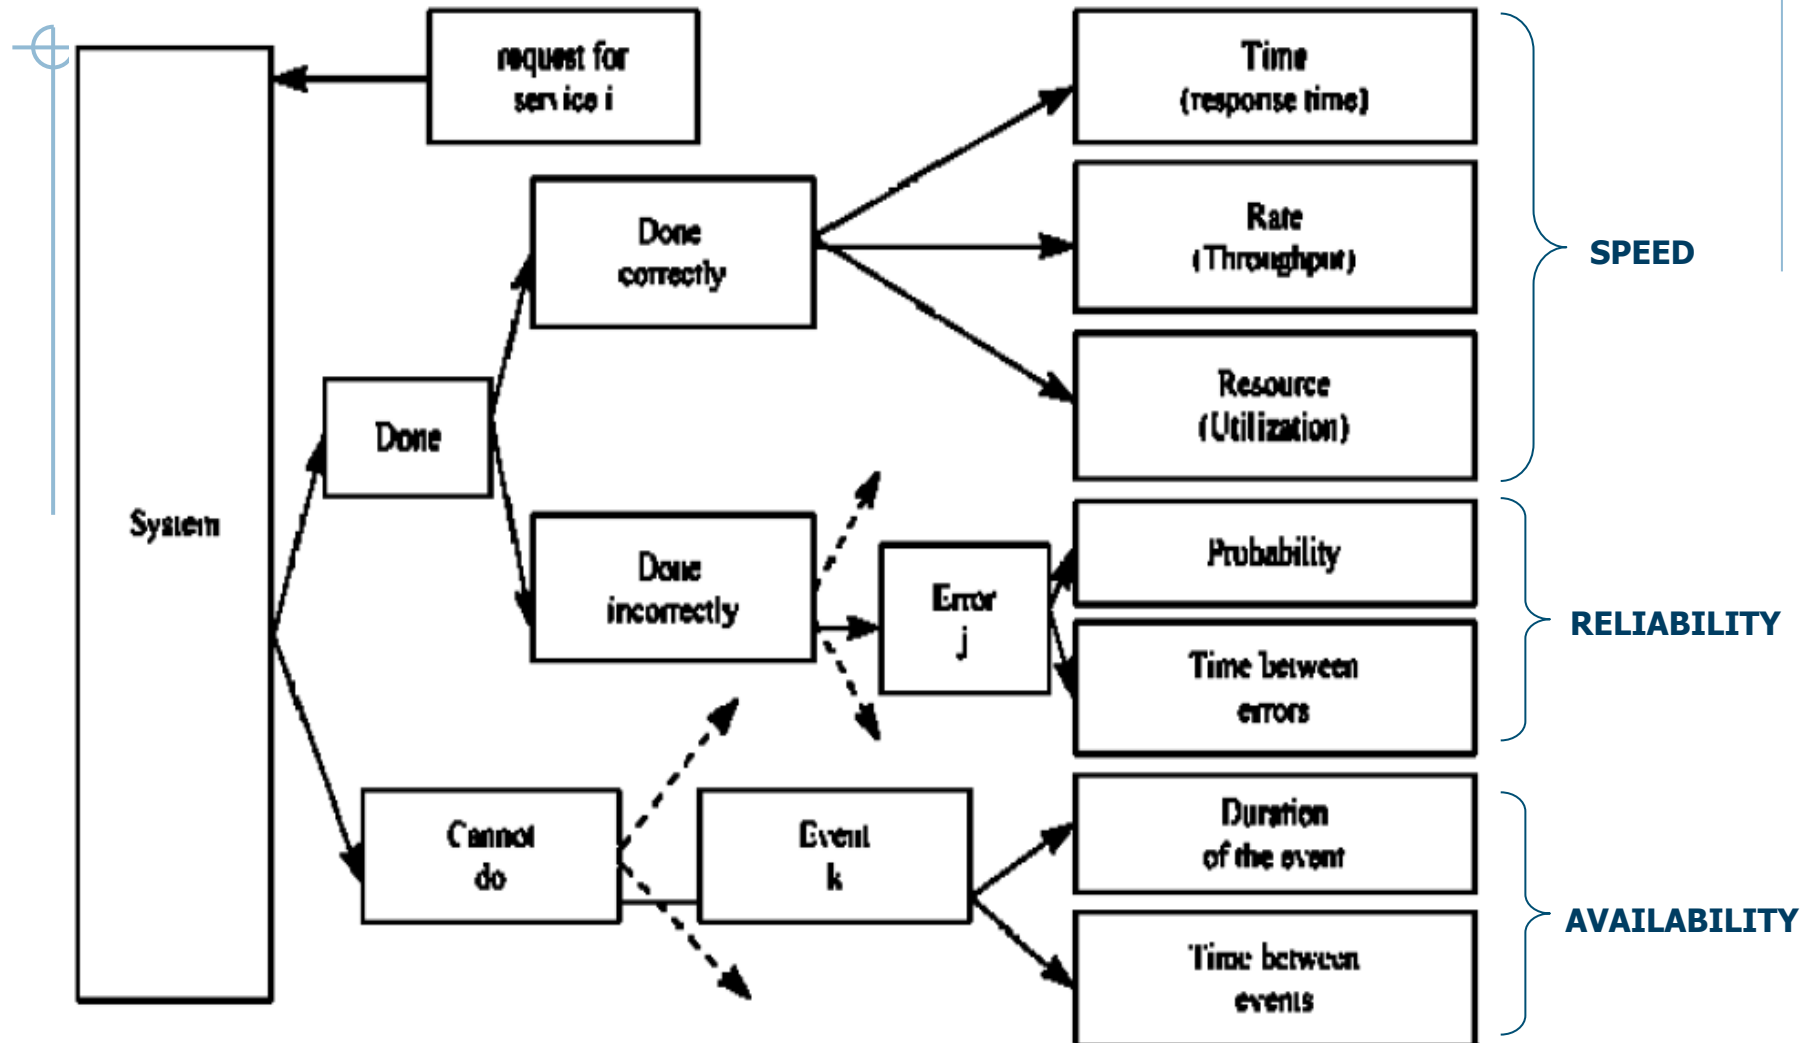 request for
service i
Time
(response time)
Done
correctly
Rate
(Throughput)
SPEED
Resource
(Utilization)
Done
System
Done
incorrectly
Error
j
Probability
RELIABILITY
Time between
errors
Cannot
do
Event
k
Duration
of the event
AVAILABILITY
Time between
events